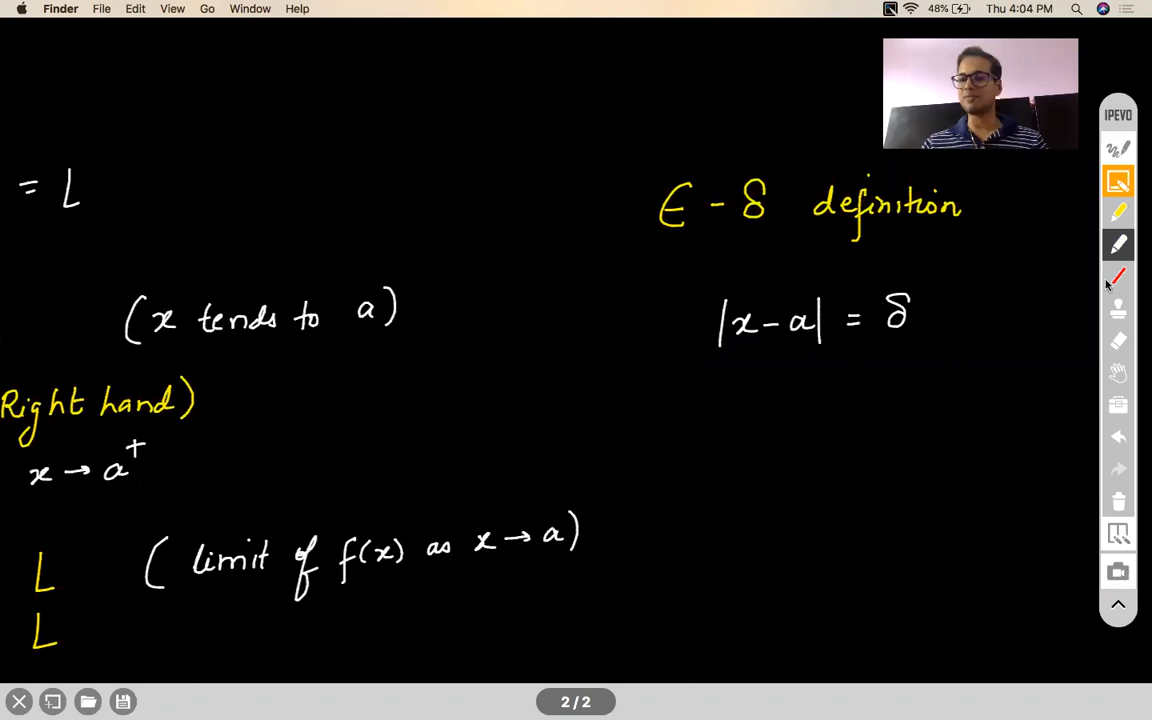 Finder File Edit View Go Window Help 48% Thu 4:04 PM
IPEVO
= L
ϵ - δ definition
(x tends to a)
|x-a| = δ
Right hand)
x → a⁺
L (limit of f(x) as x → a)
L
2 / 2